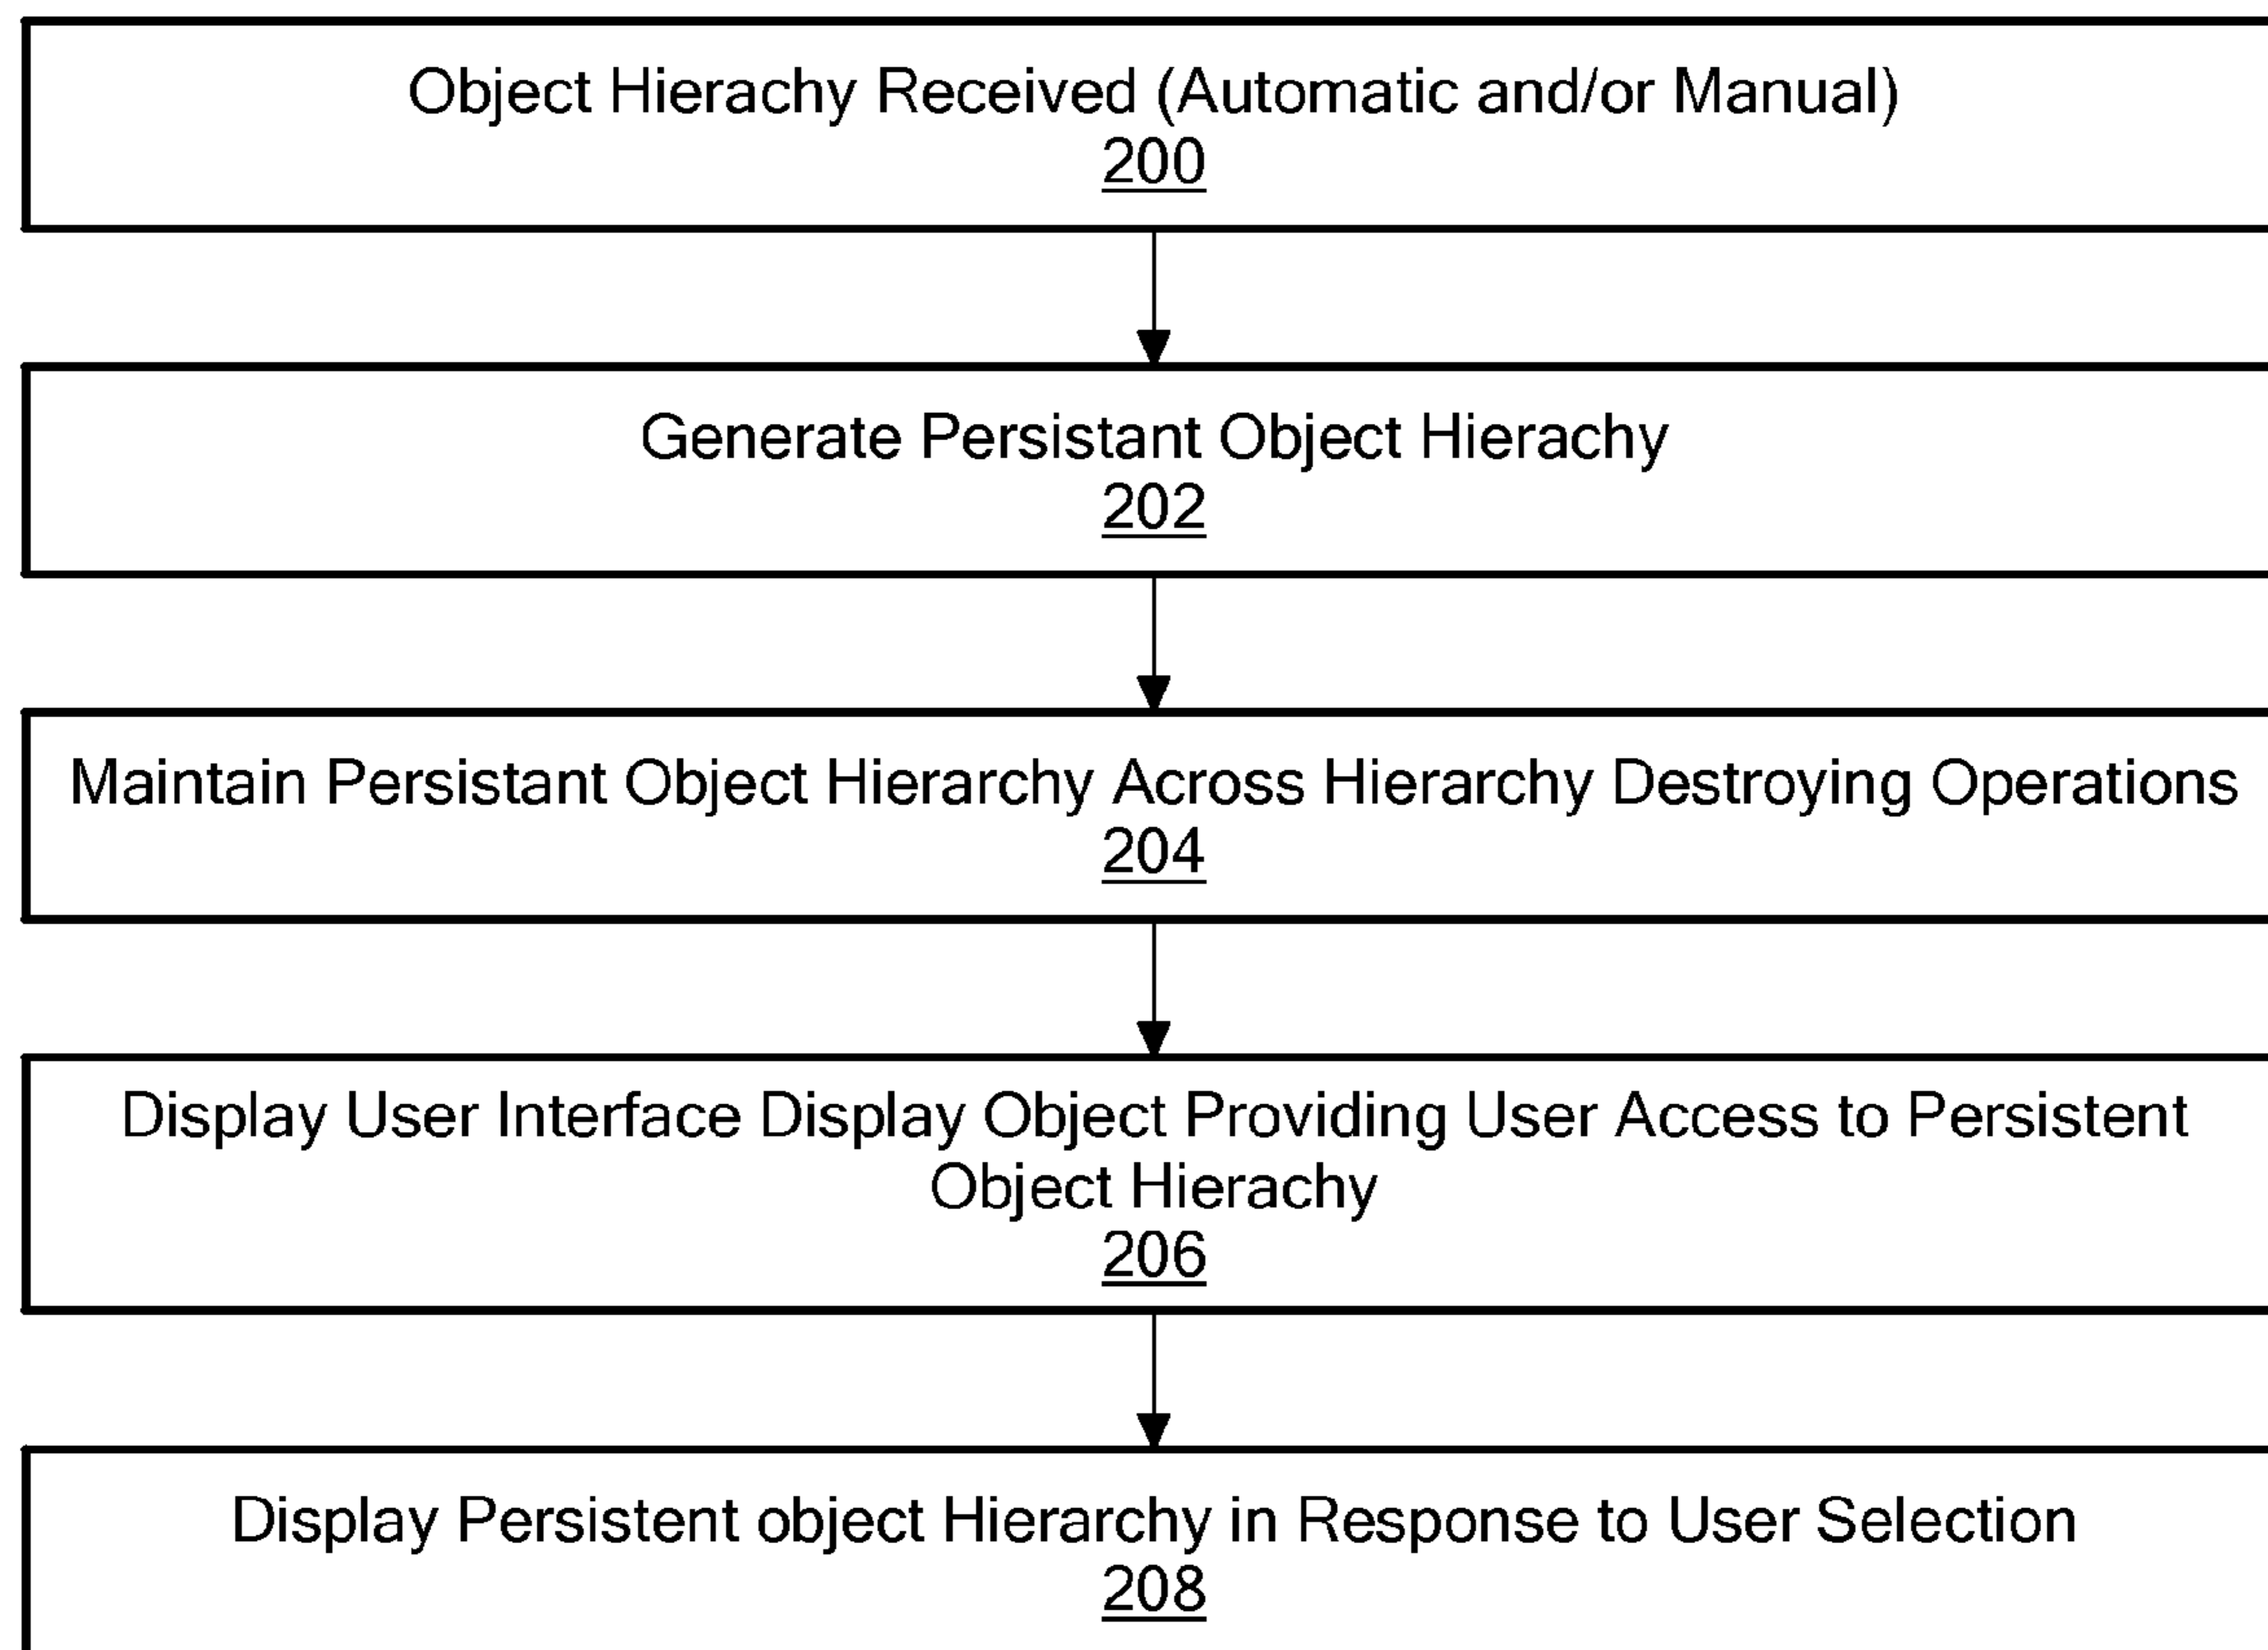 Object Hierachy Received (Automatic and/or Manual)
200
Generate Persistant Object Hierachy
202
Maintain Persistant Object Hierarchy Across Hierarchy Destroying Operations
204
Display User Interface Display Object Providing User Access to Persistent
Object Hierachy
206
Display Persistent object Hierarchy in Response to User Selection
208